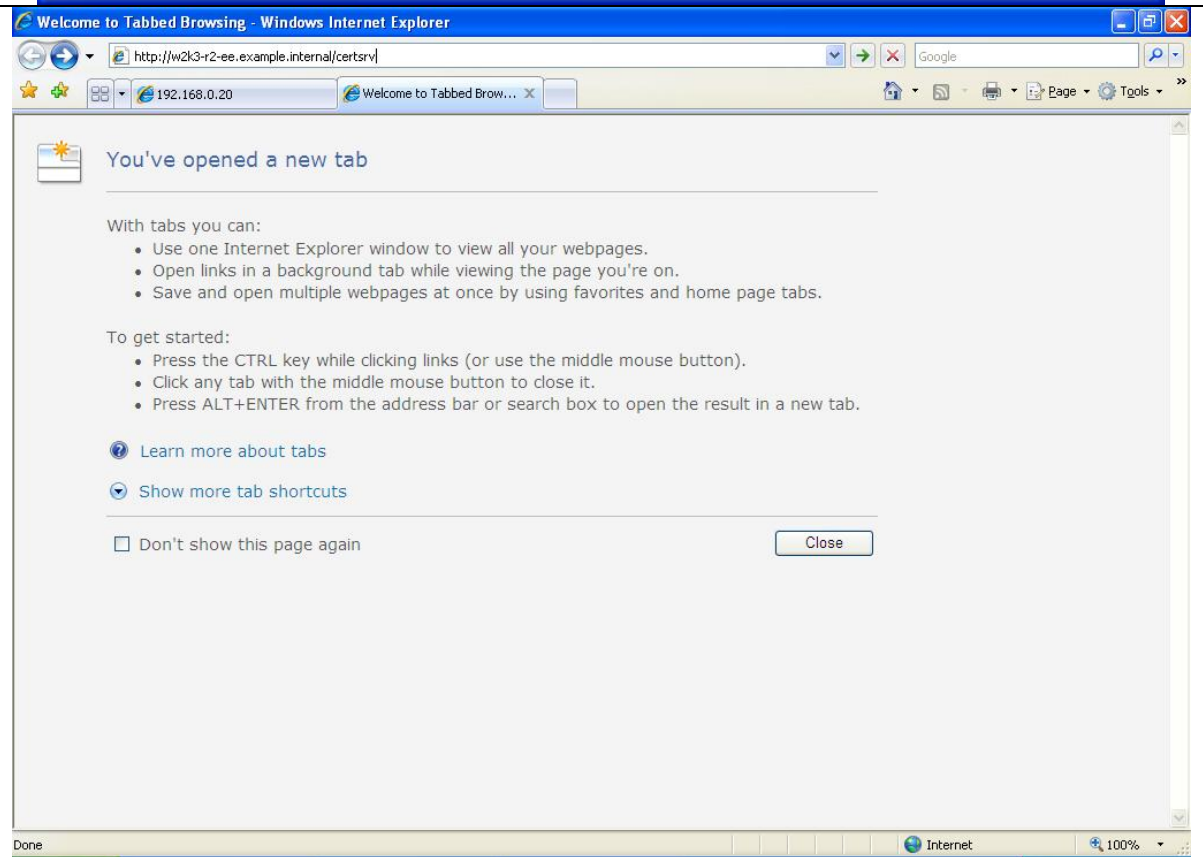 Welcome to Tabbed Browsing - Windows Internet Explorer
http://w2k3-r2-ee.example.internal/certsrv
Google
192.168.0.20
Welcome to Tabbed Brow...
Page
Tools
You've opened a new tab
With tabs you can:
• Use one Internet Explorer window to view all your webpages.
• Open links in a background tab while viewing the page you're on.
• Save and open multiple webpages at once by using favorites and home page tabs.
To get started:
• Press the CTRL key while clicking links (or use the middle mouse button).
• Click any tab with the middle mouse button to close it.
• Press ALT+ENTER from the address bar or search box to open the result in a new tab.
Learn more about tabs
Show more tab shortcuts
Don't show this page again
Close
Done
Internet
100%